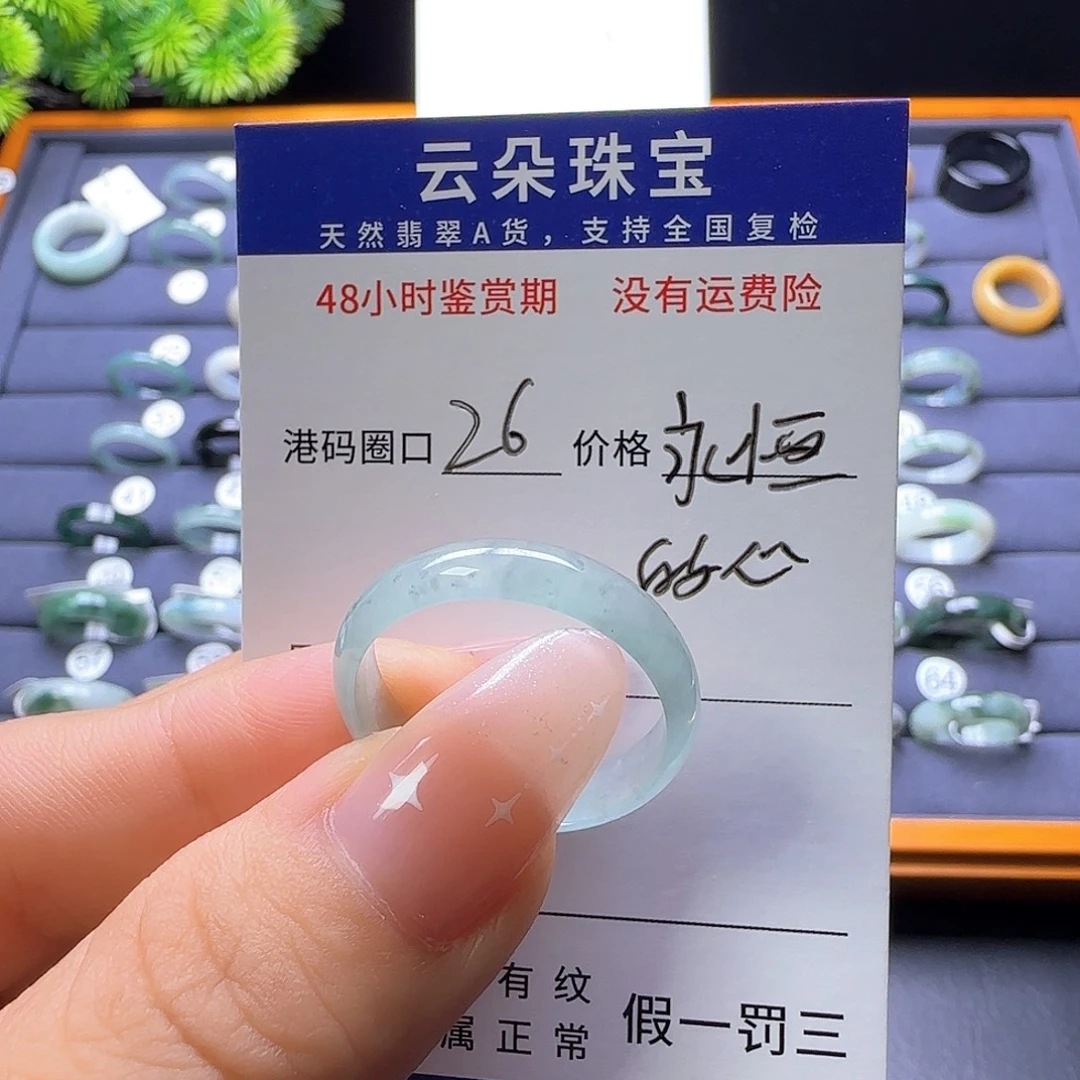 云朵珠宝
天然翡翠A货，支持全国复检
48小时鉴赏期 没有运费险
港码圈口 26 价格 永恒
的心
有纹
属正常
假一罚三
64